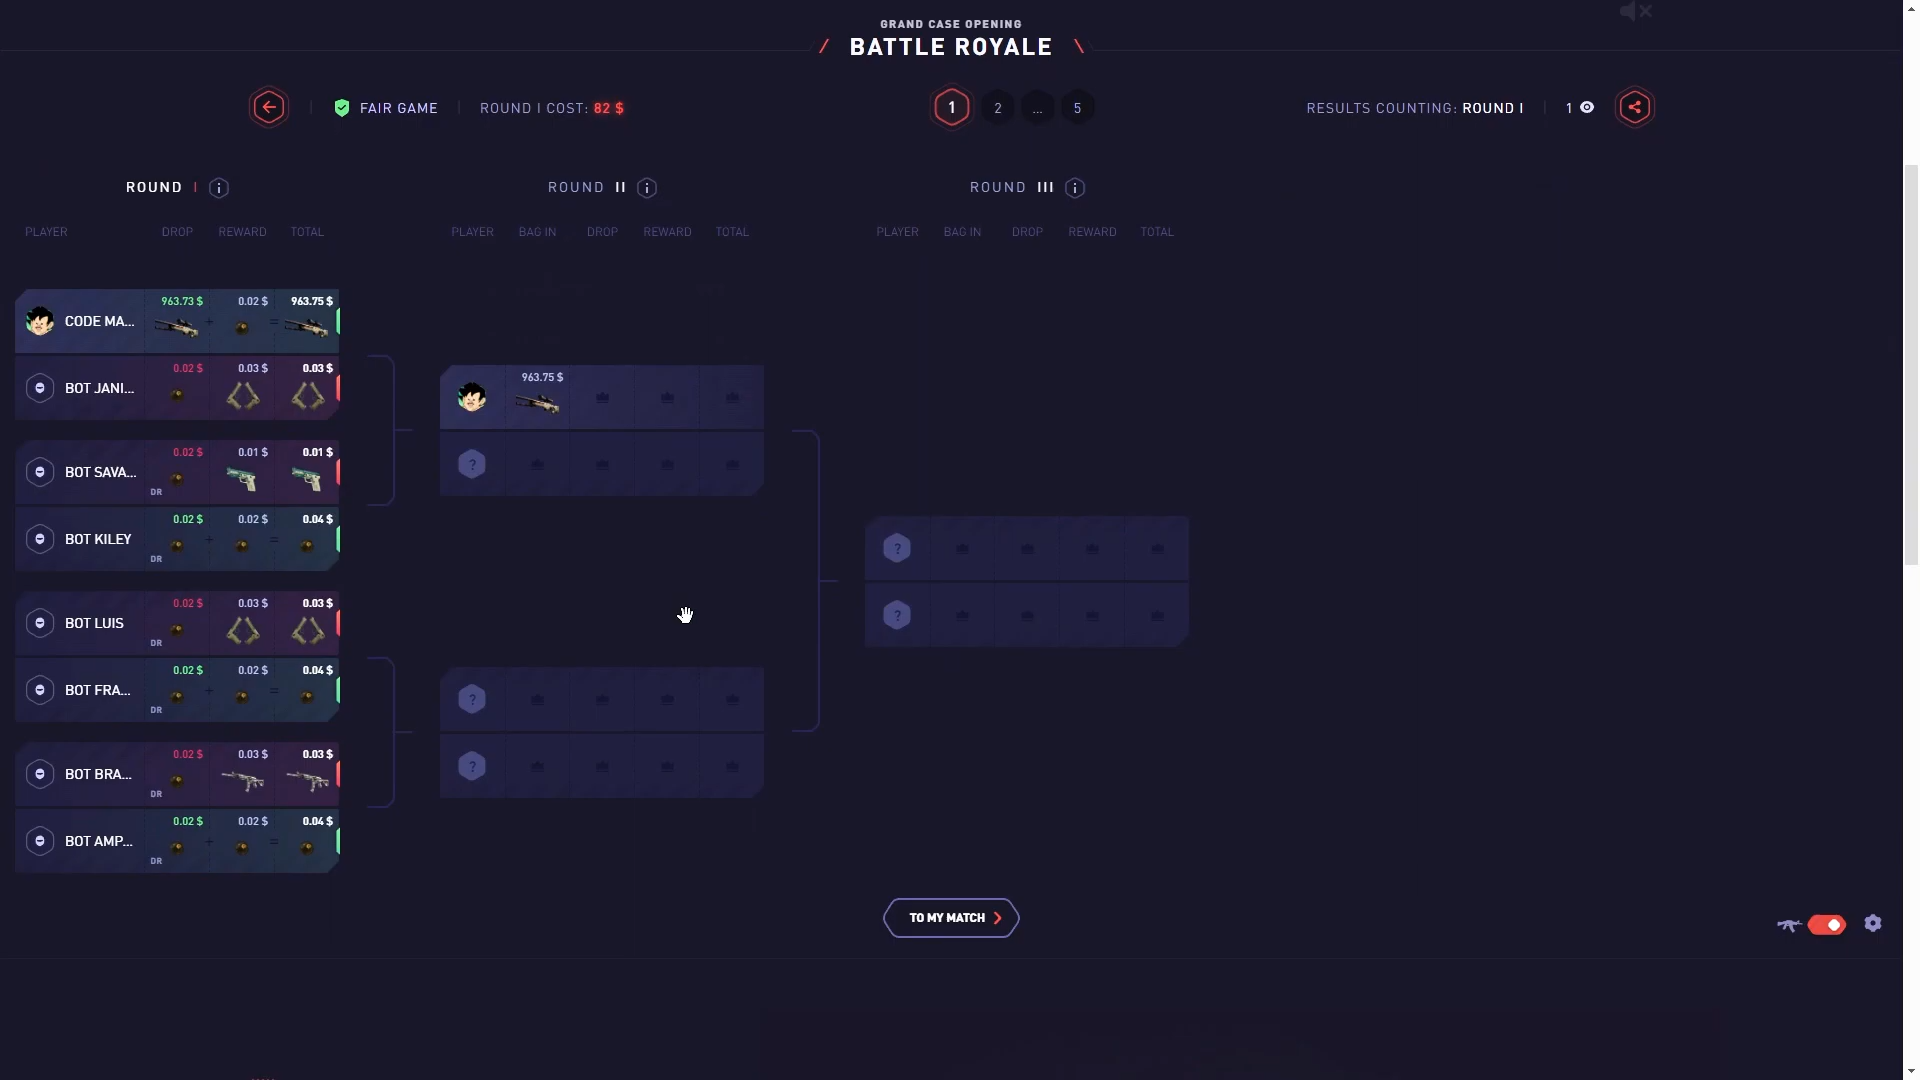 GRAND CASE OPENING
BATTLE ROYALE
FAIR GAME
ROUND I COST: 82 $
1 2 ... 5
RESULTS COUNTING: ROUND I
1
ROUND I i
ROUND II i
ROUND III i
PLAYER DROP REWARD TOTAL
PLAYER BAG IN DROP REWARD TOTAL
PLAYER BAG IN DROP REWARD TOTAL
963.73 $ 0.02 $ 963.75 $
CODE MA... + =
0.02 $ 0.03 $ 0.03 $
BOT JANI...
0.02 $ 0.01 $ 0.01 $
BOT SAVA...
DR
0.02 $ 0.02 $ 0.04 $
BOT KILEY + =
DR
0.02 $ 0.03 $ 0.03 $
BOT LUIS
DR
0.02 $ 0.02 $ 0.04 $
BOT FRA... + =
DR
0.02 $ 0.03 $ 0.03 $
BOT BRA...
DR
0.02 $ 0.02 $ 0.04 $
BOT AMP... + =
DR
963.75 $
?
?
?
?
?
TO MY MATCH